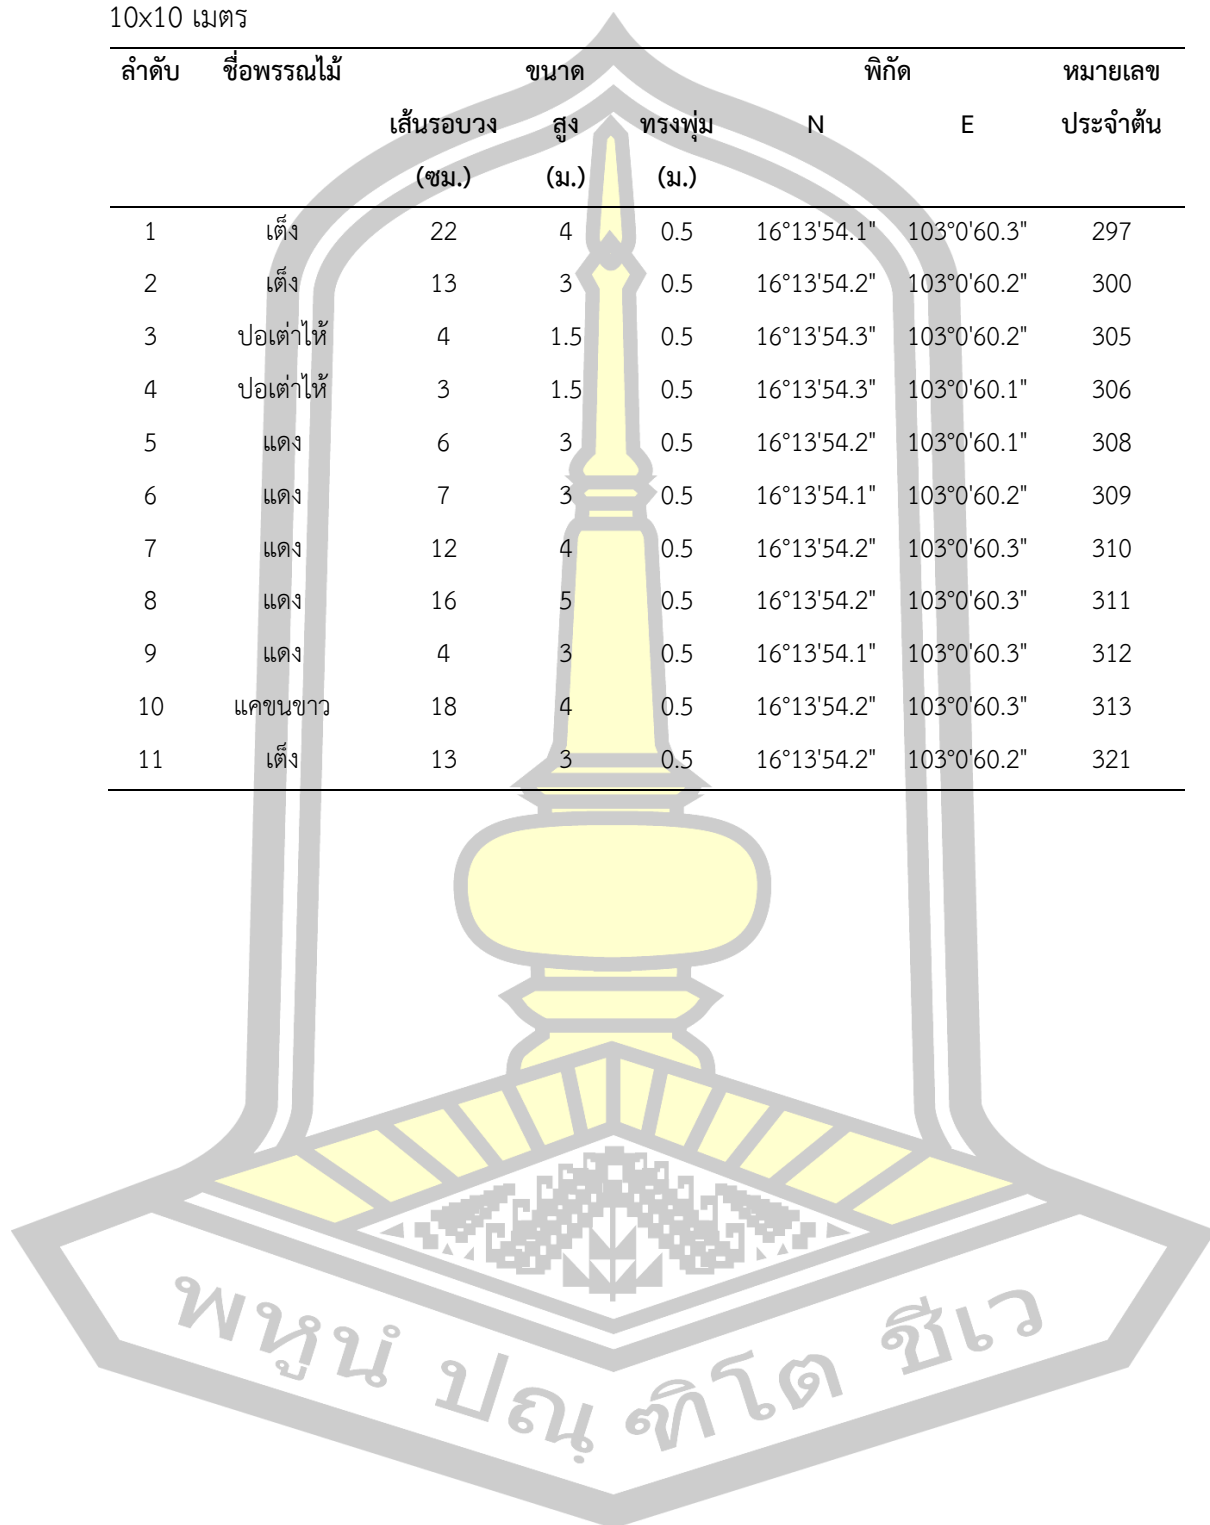 10x10 เมตร
ลำดับ ชื่อพรรณไม้ ขนาด พิกัด หมายเลข
เส้นรอบวง สูง ทรงพุ่ม N E ประจำต้น
(ซม.) (ม.) (ม.)
1 เต็ง 22 4 0.5 16°13'54.1" 103°0'60.3" 297
2 เต็ง 13 3 0.5 16°13'54.2" 103°0'60.2" 300
3 ปอเต่าไห้ 4 1.5 0.5 16°13'54.3" 103°0'60.2" 305
4 ปอเต่าไห้ 3 1.5 0.5 16°13'54.3" 103°0'60.1" 306
5 แดง 6 3 0.5 16°13'54.2" 103°0'60.1" 308
6 แดง 7 3 0.5 16°13'54.1" 103°0'60.2" 309
7 แดง 12 4 0.5 16°13'54.2" 103°0'60.3" 310
8 แดง 16 5 0.5 16°13'54.2" 103°0'60.3" 311
9 แดง 4 3 0.5 16°13'54.1" 103°0'60.3" 312
10 แคขนขาว 18 4 0.5 16°13'54.2" 103°0'60.3" 313
11 เต็ง 13 3 0.5 16°13'54.2" 103°0'60.2" 321
พหูนํ ปณฺฑิโต ชีเว